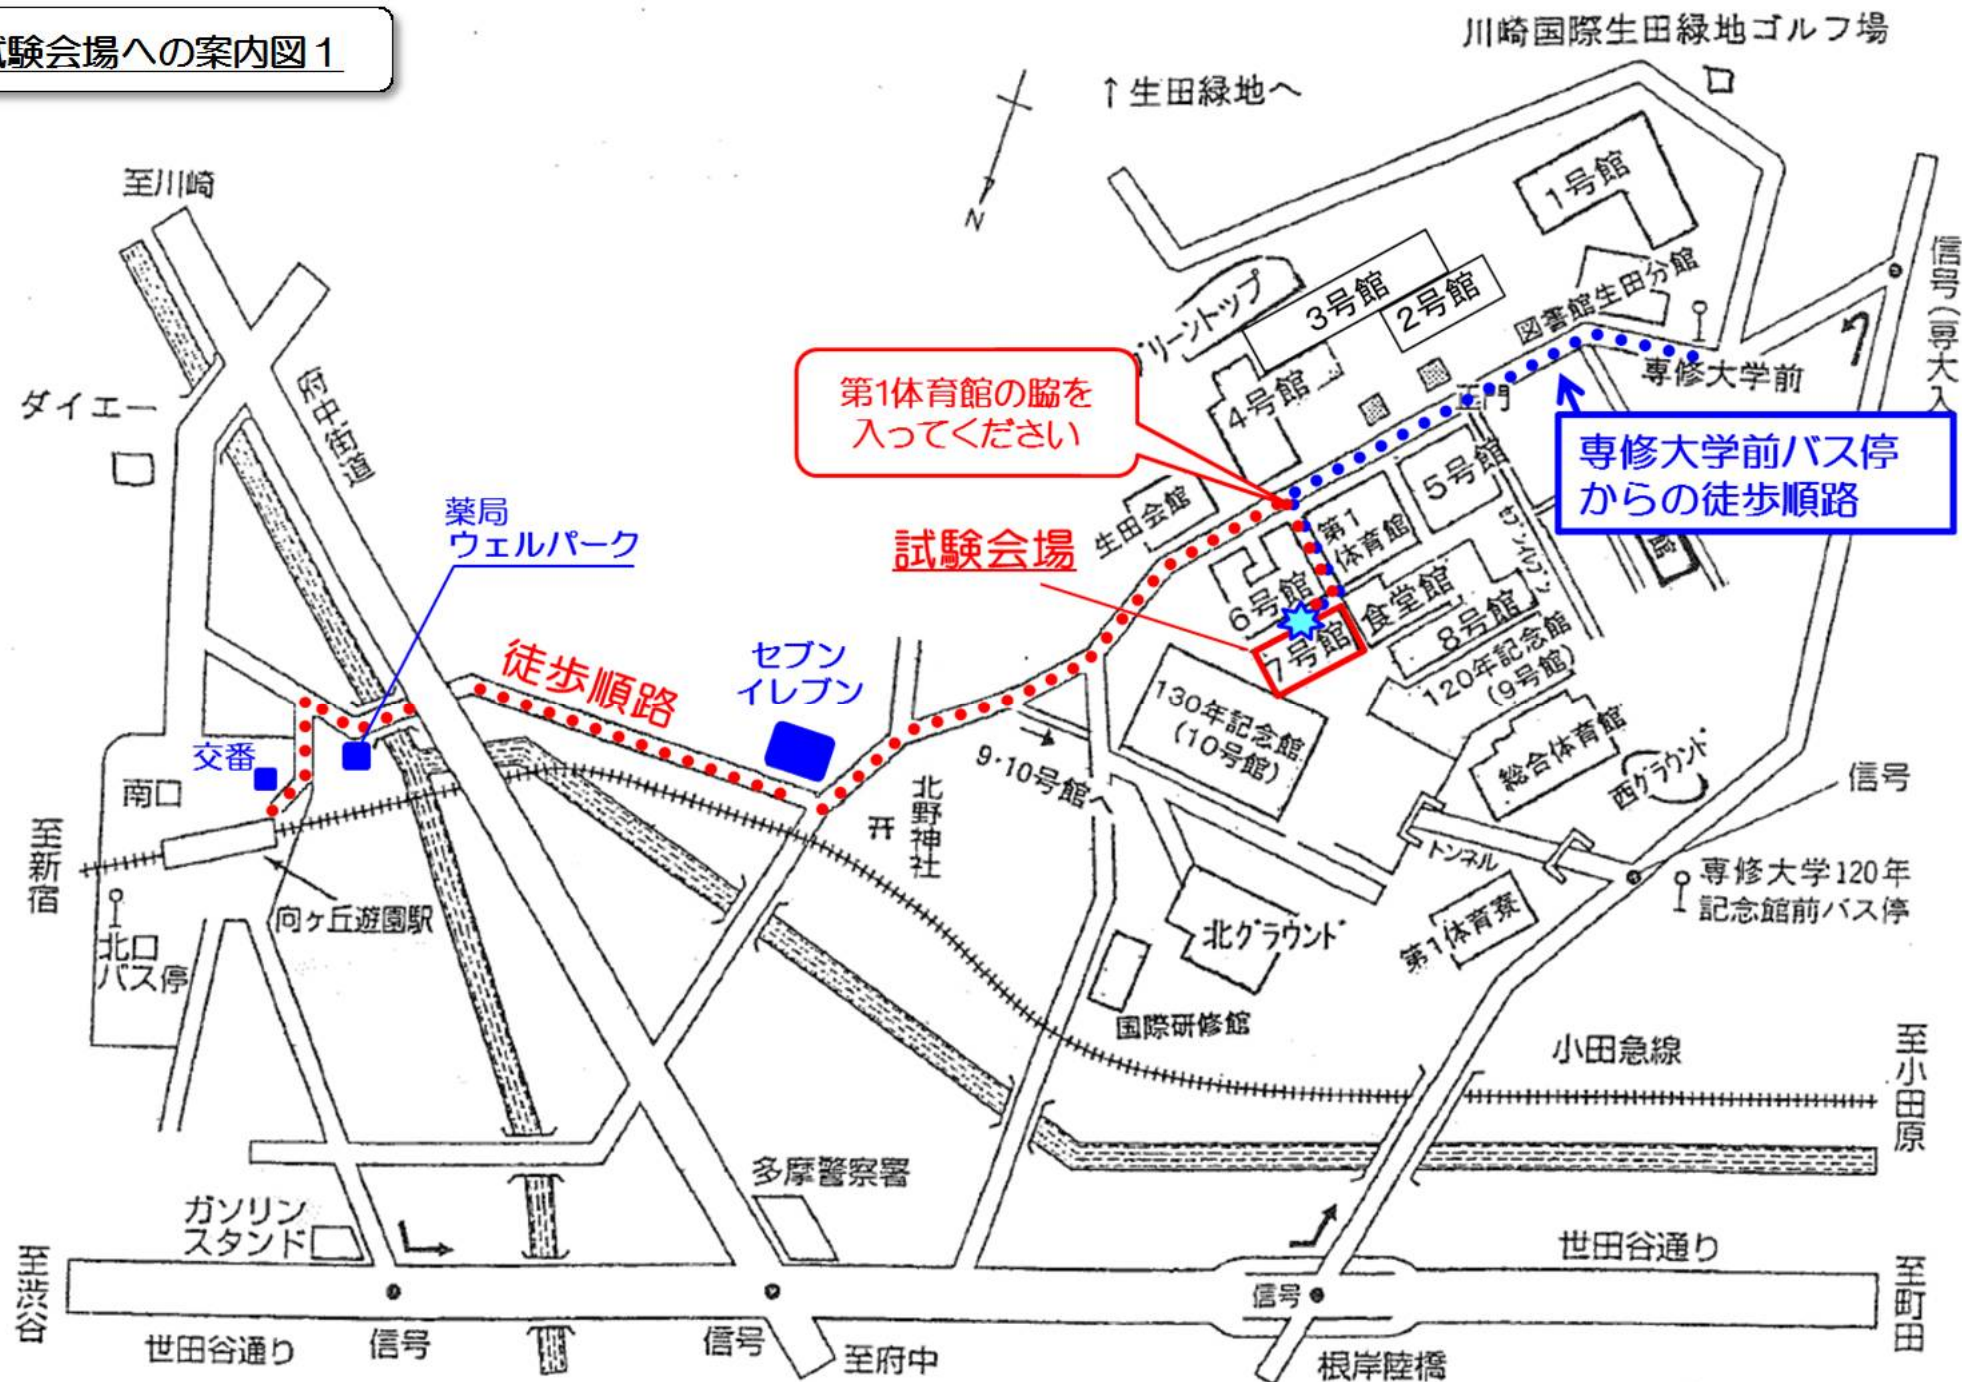 験会場への案内図1
川崎国際生田緑地ゴルフ場
↑生田緑地へ
至川崎
N
1号館
3号館
2号館
図書館生田分館
リーントップ
信号(専大入
ダイエー
府中街道
4号館
専修大学前
正門
第1体育館の脇を
入ってください
専修大学前バス停
からの徒歩順路
5号館
薬局
ウェルパーク
生田会館
第1
体育館
セブンイレブン
館
試験会場
6号館
食堂館
8号館
7号館
120年記念館
(9号館)
徒歩順路
セブン
イレブン
130年記念館
(10号館)
総合体育館
西グラウンド
交番
南口
9・10号館へ
北野神社
信号
至新宿
トンネル
専修大学120年
記念館前バス停
向ヶ丘遊園駅
北口
バス停
北グラウンド
第1体育寮
国際研修館
小田急線
至小田原
多摩警察署
ガソリン
スタンド
世田谷通り
至渋谷
信号
至町田
世田谷通り
信号
信号
至府中
根岸陸橋